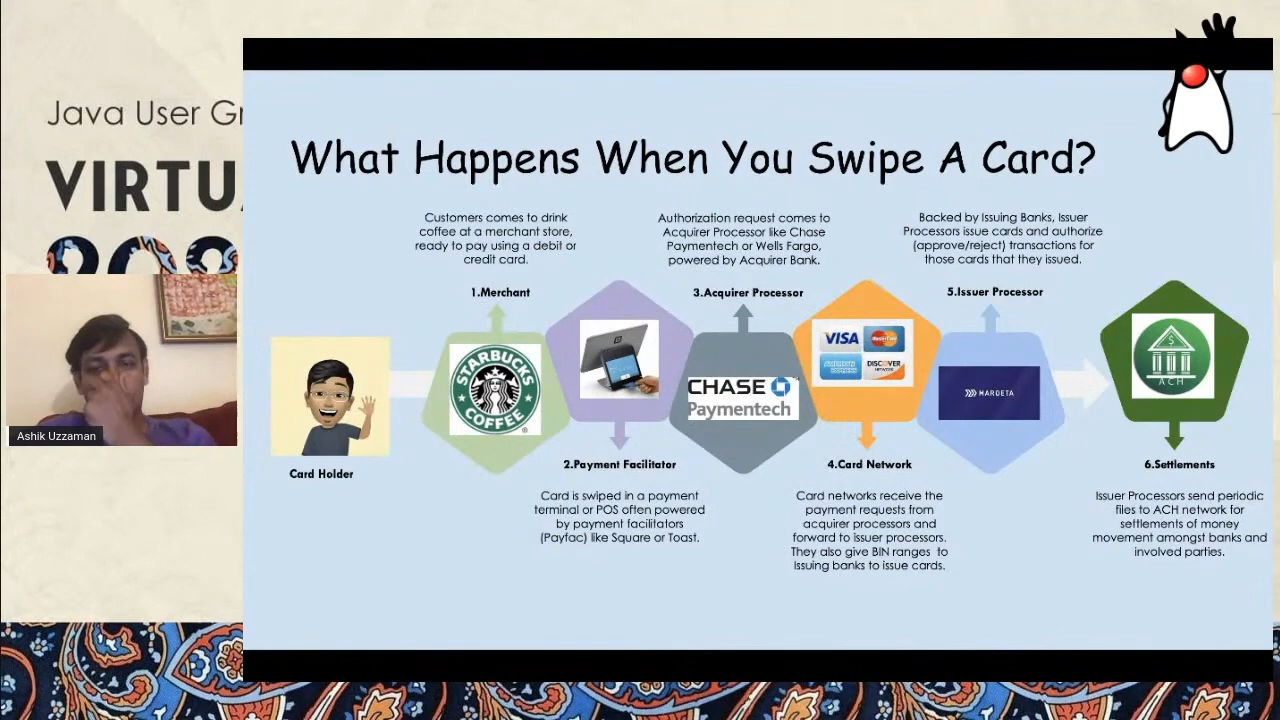 Java User Gr
VIRTU
What Happens When You Swipe A Card?
Customers comes to drink
coffee at a merchant store,
ready to pay using a debit or
credit card.
Authorization request comes to
Acquirer Processor like Chase
Paymentech or Wells Fargo,
powered by Acquirer Bank.
Backed by Issuing Banks, Issuer
Processors issue cards and authorize
(approve/reject) transactions for
those cards that they issued.
1.Merchant
3.Acquirer Processor
5.Issuer Processor
STARBUCKS
COFFEE
CHASE
Paymentech
VISA
MasterCard
AMERICAN EXPRESS
DISCOVER
NETWORK
MARQETA
ACH
Ashik Uzzaman
Card Holder
2.Payment Facilitator
4.Card Network
6.Settlements
Card is swiped in a payment
terminal or POS often powered
by payment facilitators
(Payfac) like Square or Toast.
Card networks receive the
payment requests from
acquirer processors and
forward to issuer processors.
They also give BIN ranges to
Issuing banks to issue cards.
Issuer Processors send periodic
files to ACH network for
settlements of money
movement amongst banks and
involved parties.